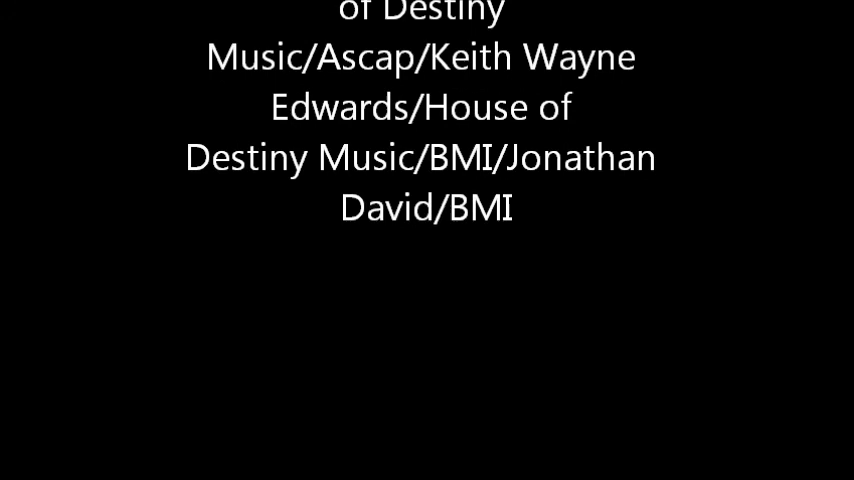 of Destiny
Music/Ascap/Keith Wayne
Edwards/House of
Destiny Music/BMI/Jonathan
David/BMI